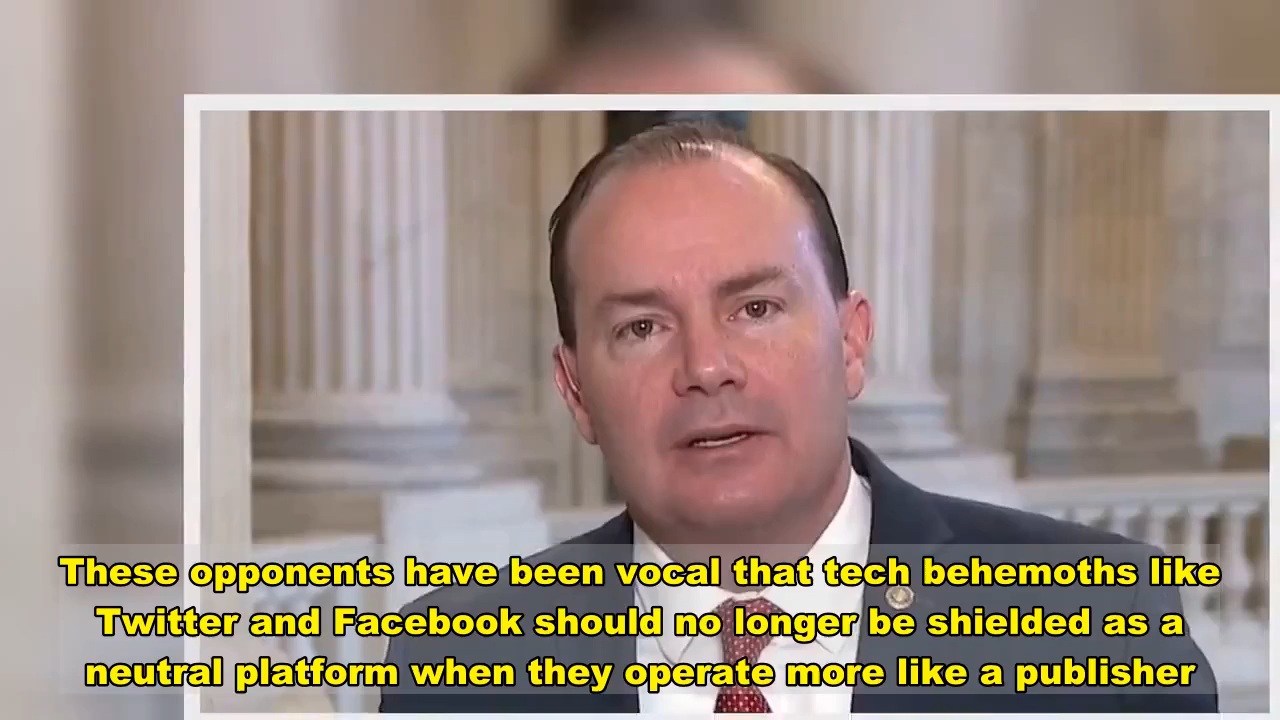 These opponents have been vocal that tech behemoths like
Twitter and Facebook should no longer be shielded as a
neutral platform when they operate more like a publisher